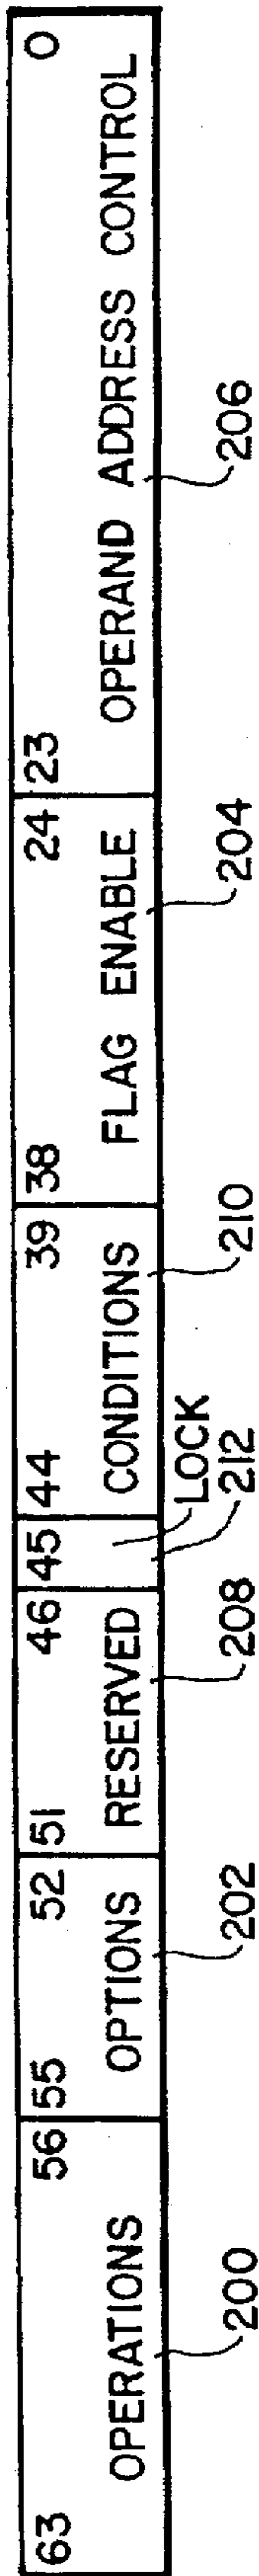 63 56 55 52 51 46 45 44 39 38 24 23 0
OPERATIONS OPTIONS RESERVED LOCK CONDITIONS FLAG ENABLE OPERAND ADDRESS CONTROL
200 202 208 212 210 204 206